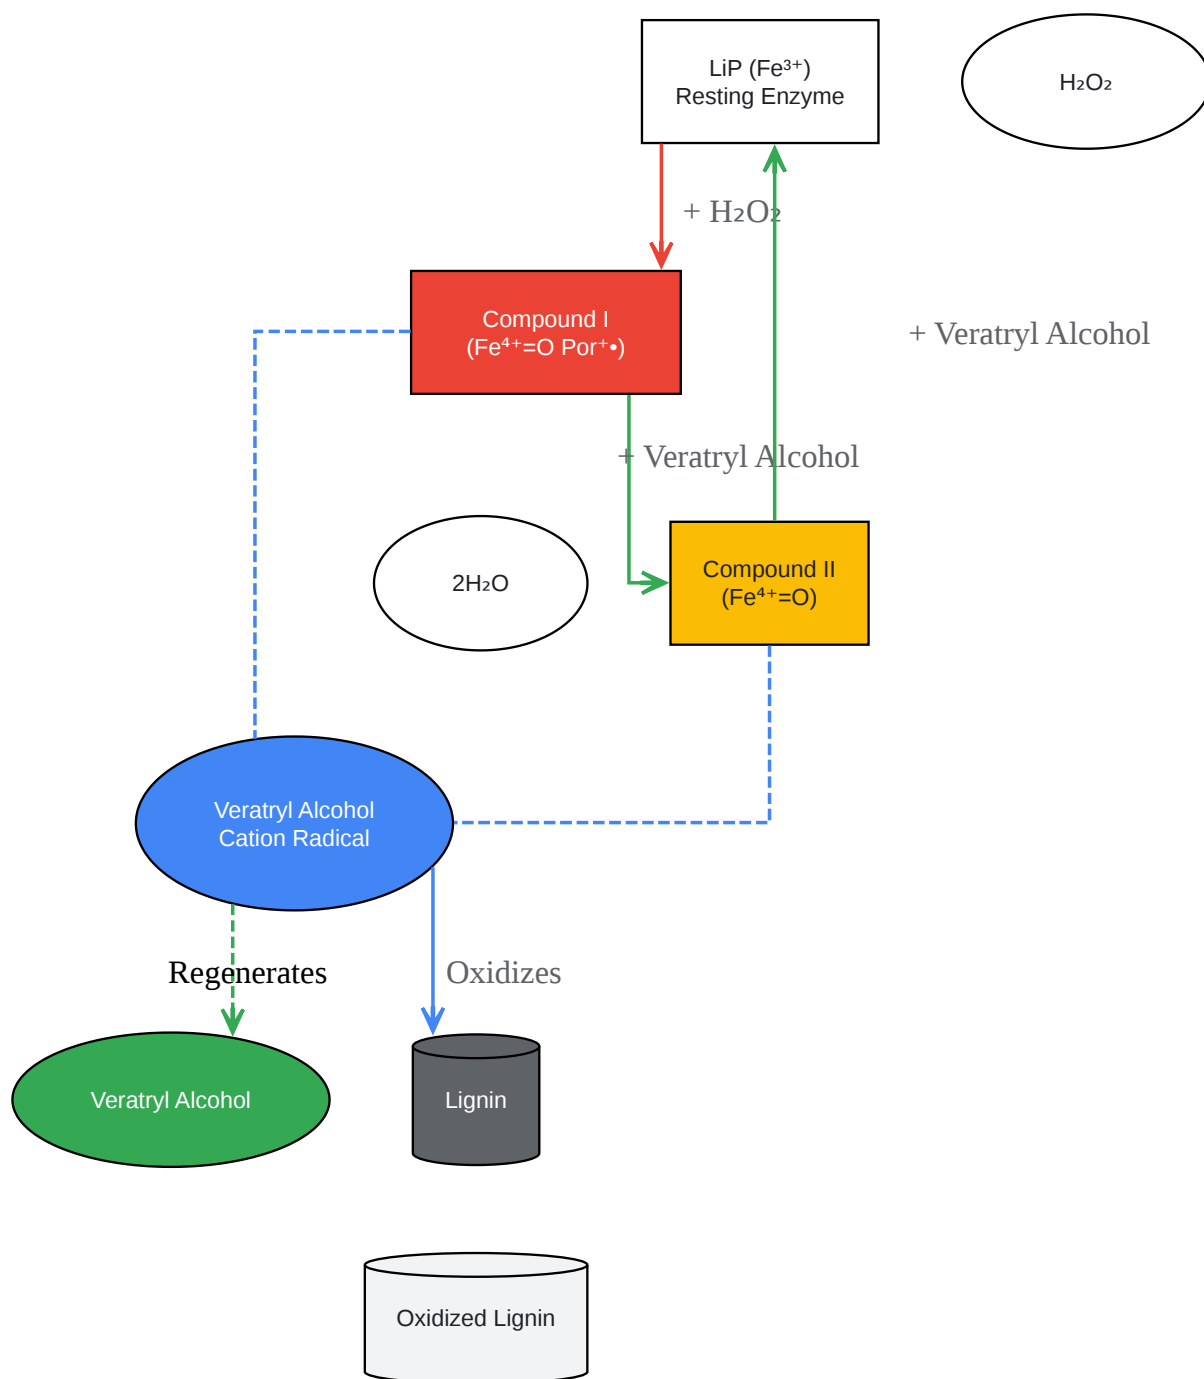 LiP (Fe³⁺)
Resting Enzyme
H₂O₂
+ H₂O₂
Compound I
(Fe⁴⁺=O Por⁺•)
+ Veratryl Alcohol
+ Veratryl Alcohol
2H₂O
Compound II
(Fe⁴⁺=O)
Veratryl Alcohol
Cation Radical
Regenerates
Oxidizes
Veratryl Alcohol
Lignin
Oxidized Lignin